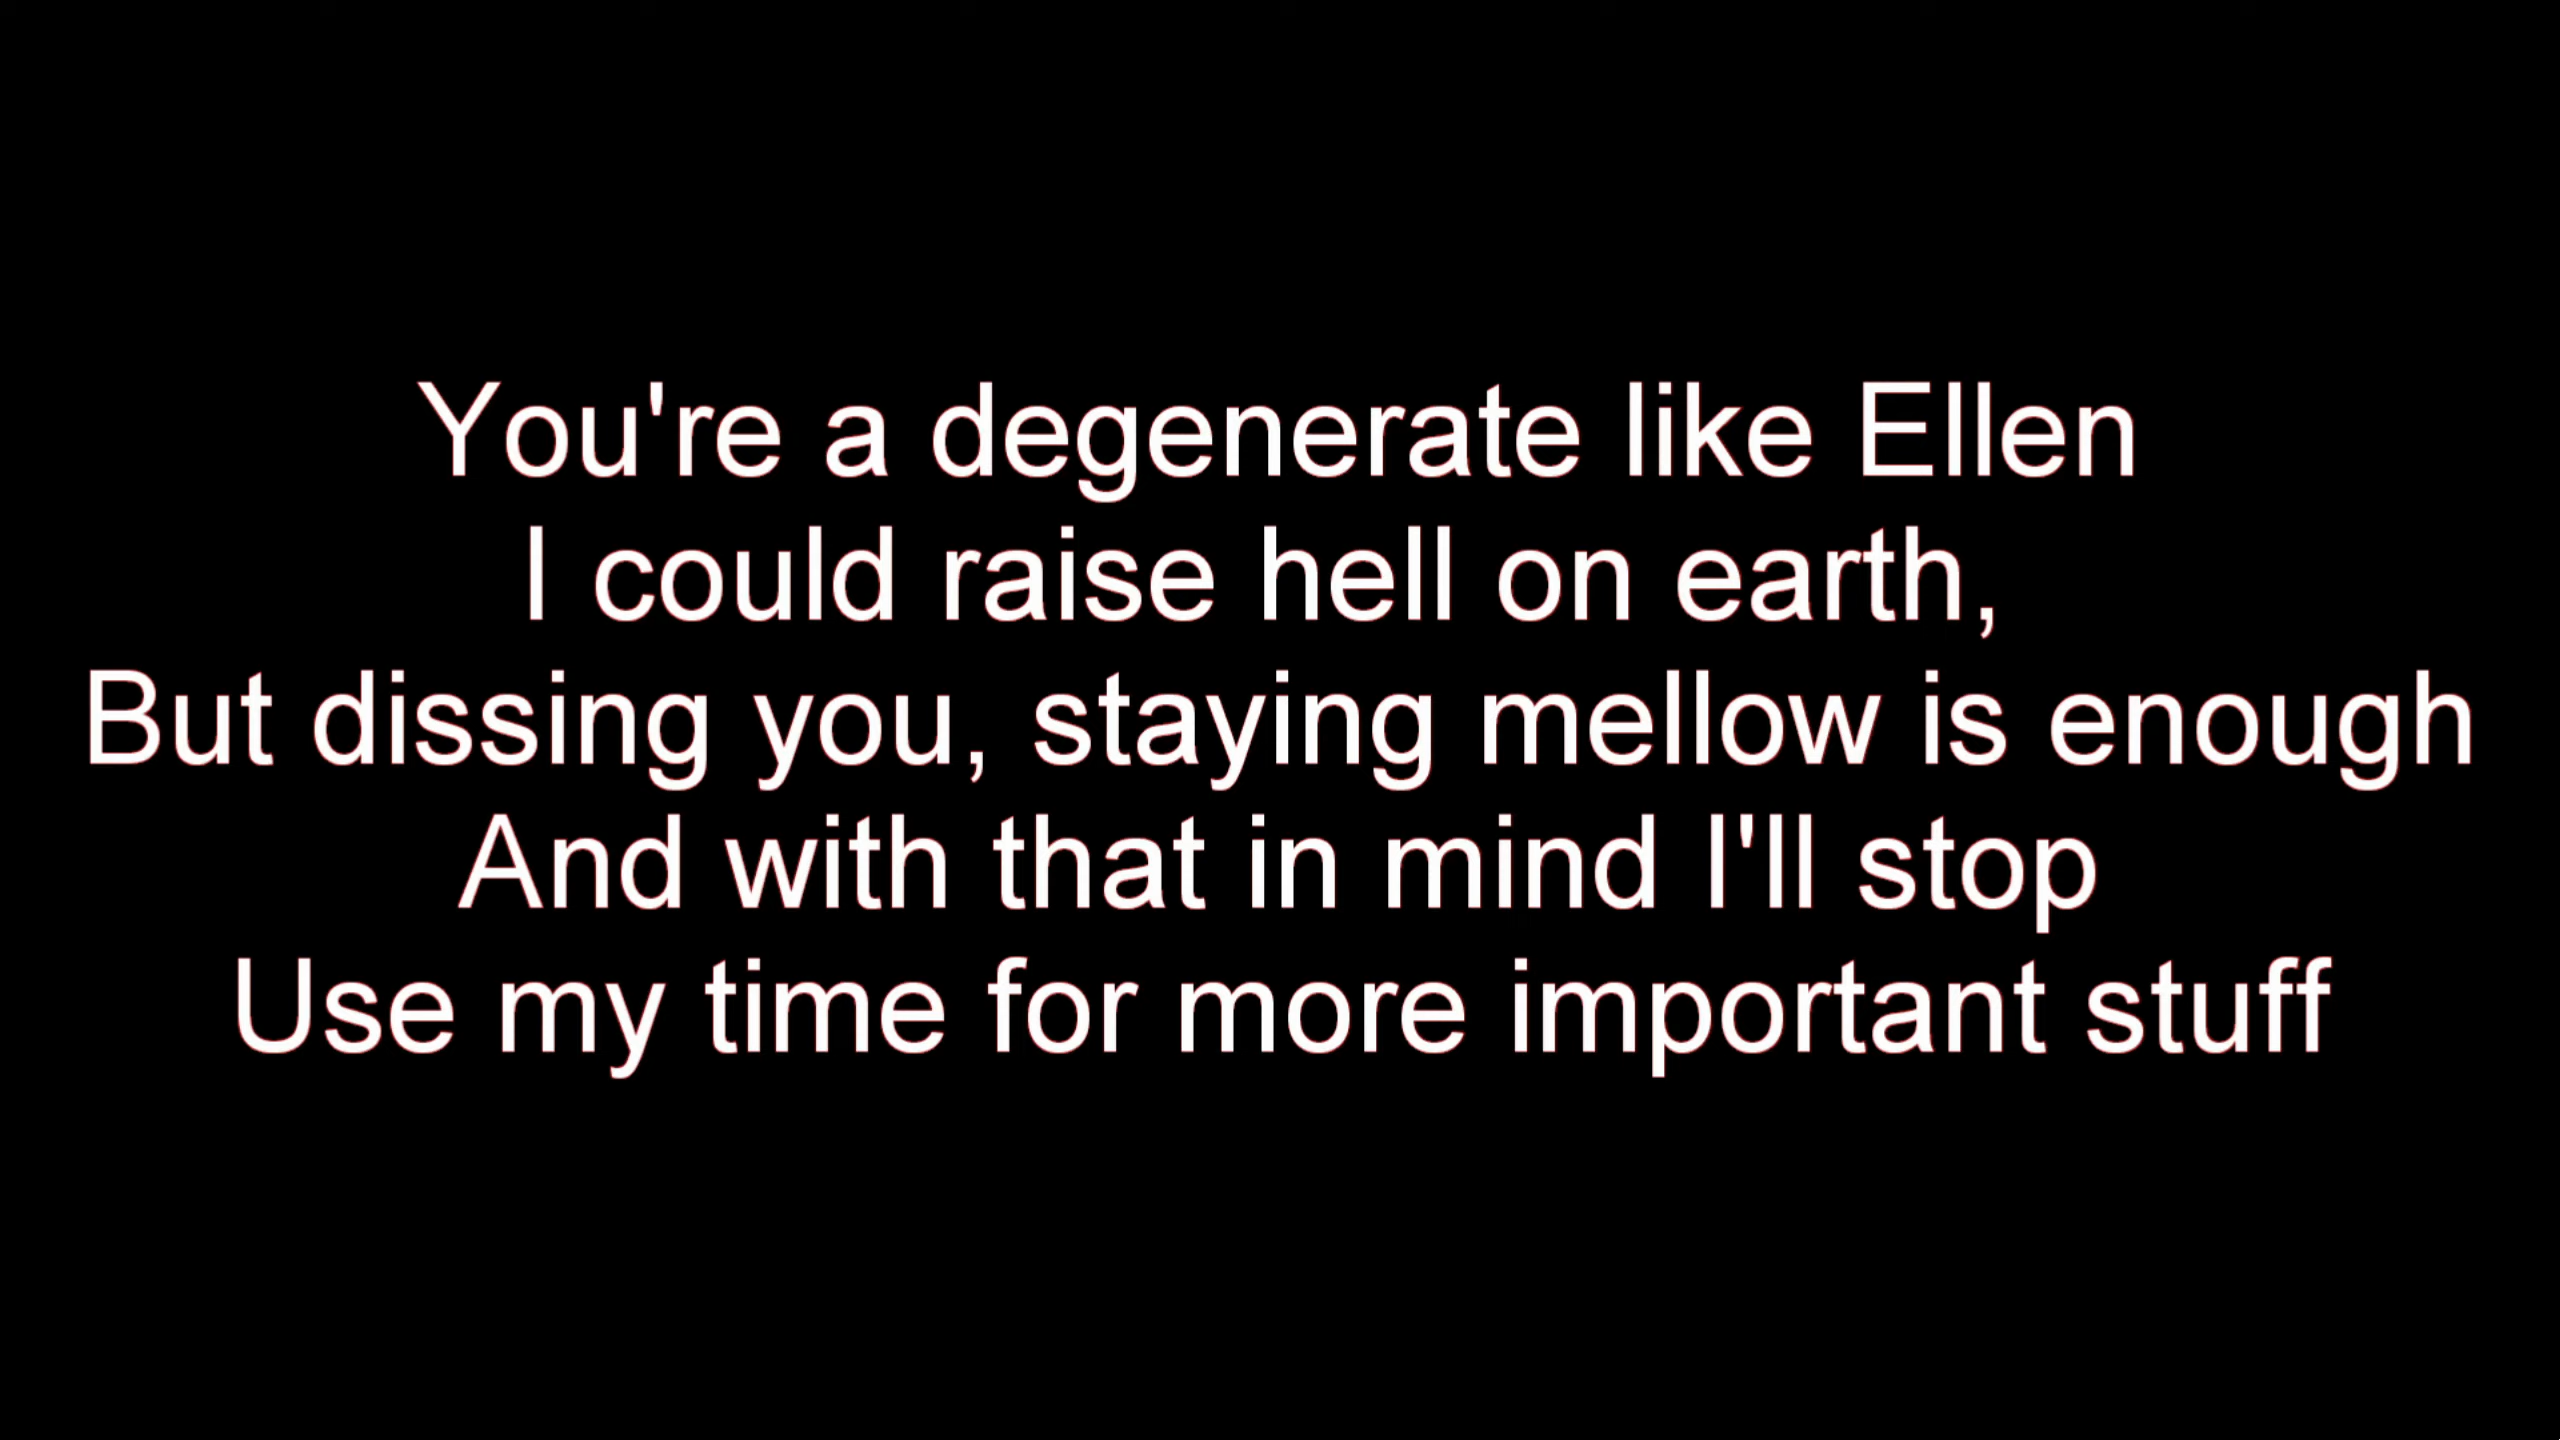 You're a degenerate like Ellen
I could raise hell on earth,
But dissing you, staying mellow is enough
And with that in mind I'll stop
Use my time for more important stuff